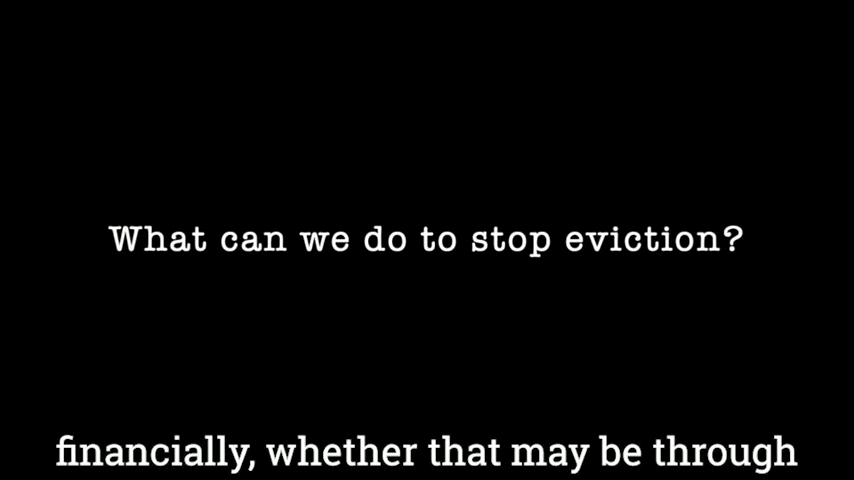 What can we do to stop eviction?
financially, whether that may be through